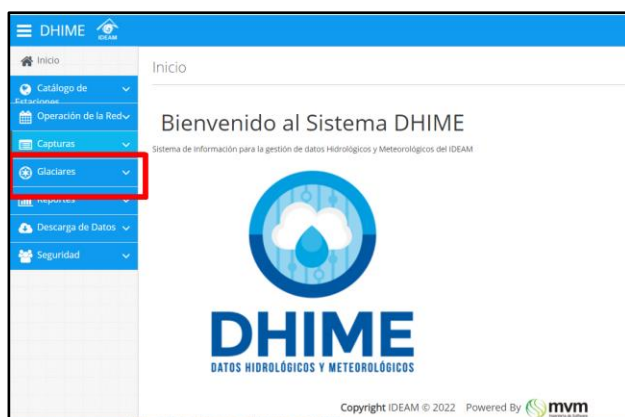 DHIME IDEAM
Inicio
Catálogo de
Estaciones
Operación de la Red
Capturas
Glaciares
Reportes
Descarga de Datos
Seguridad
Inicio
Bienvenido al Sistema DHIME
Sistema de información para la gestión de datos Hidrológicos y Meteorológicos del IDEAM
DHIME
DATOS HIDROLÓGICOS Y METEOROLÓGICOS
Copyright IDEAM © 2022 Powered By mvm